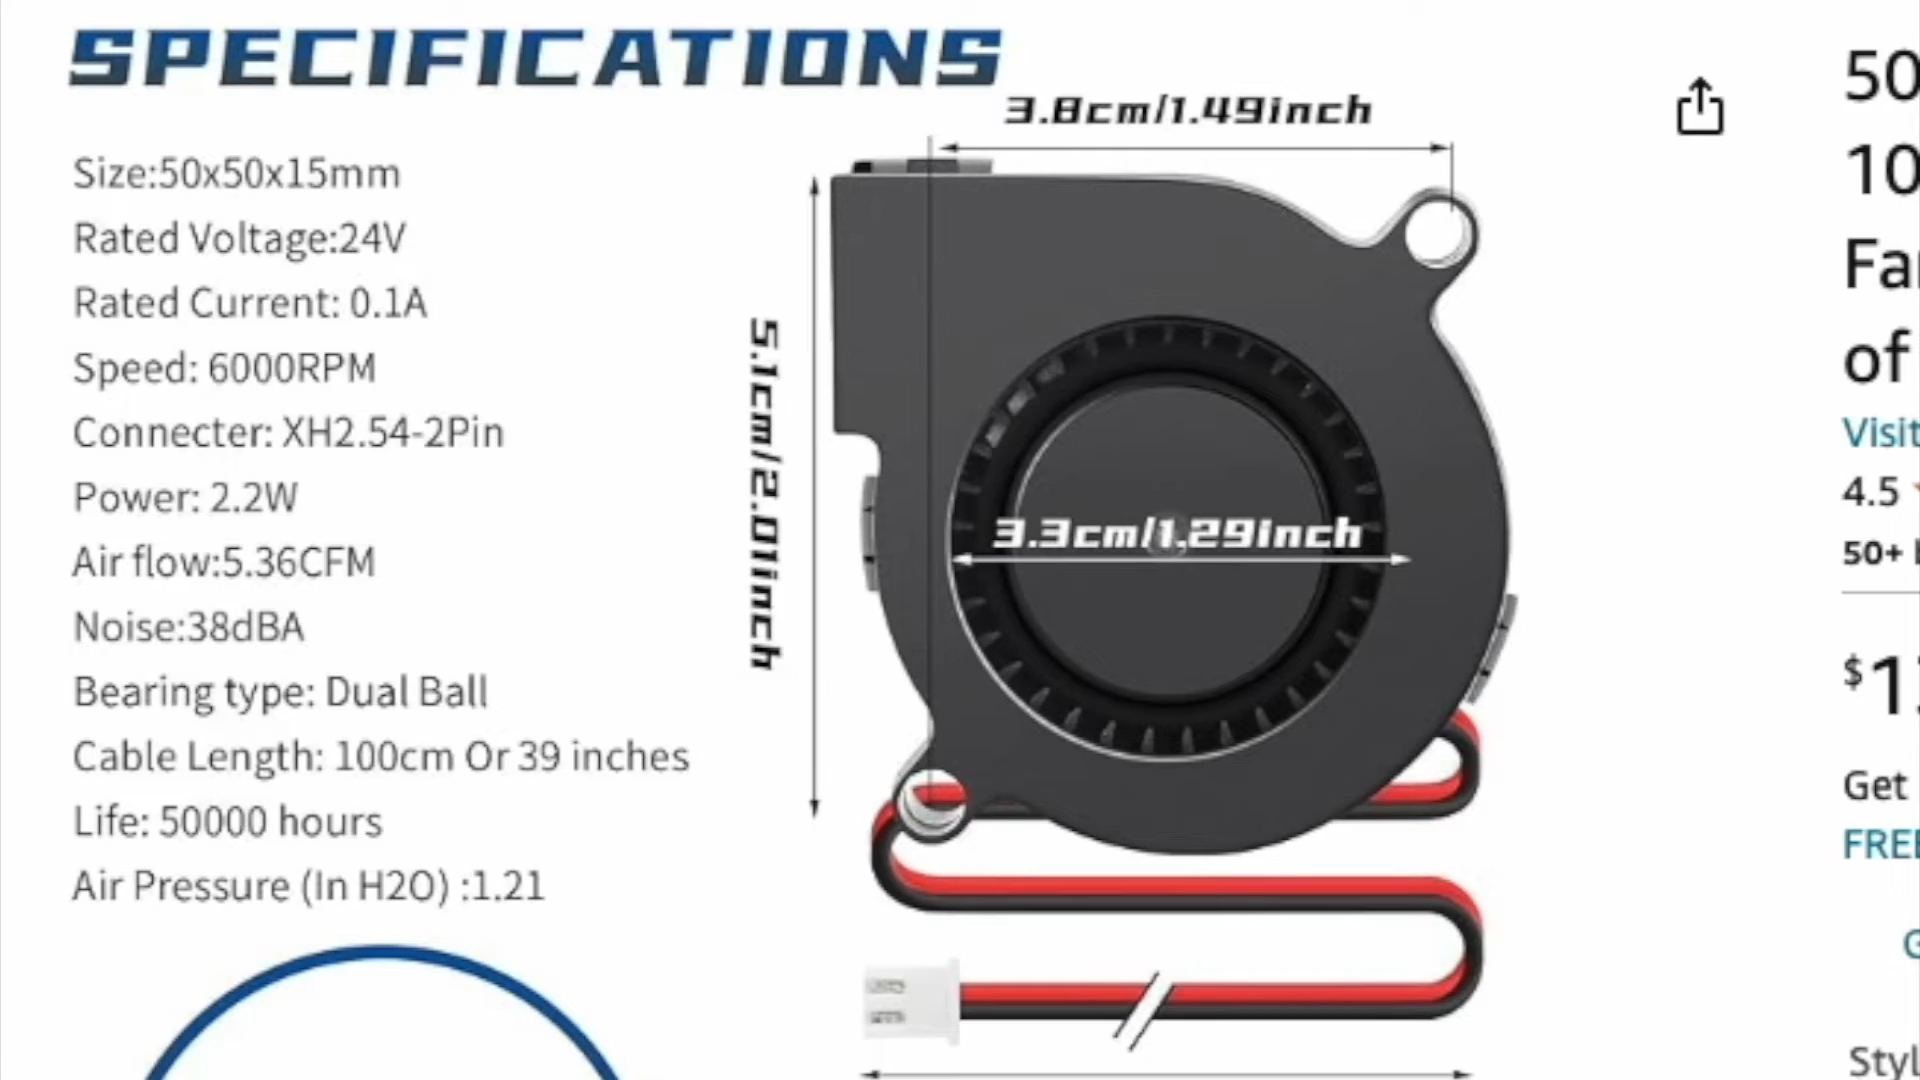 SPECIFICATIONS
3.8cm/1.49inch
Size:50x50x15mm
Rated Voltage:24V
Rated Current: 0.1A
Speed: 6000RPM
Connecter: XH2.54-2Pin
Power: 2.2W
Air flow:5.36CFM
Noise:38dBA
Bearing type: Dual Ball
Cable Length: 100cm Or 39 inches
Life: 50000 hours
Air Pressure (In H2O) :1.21
5.1cm/2.01inch
3.3cm/1.29inch
50
10
of
Visit
4.5
50+
Get
FREE